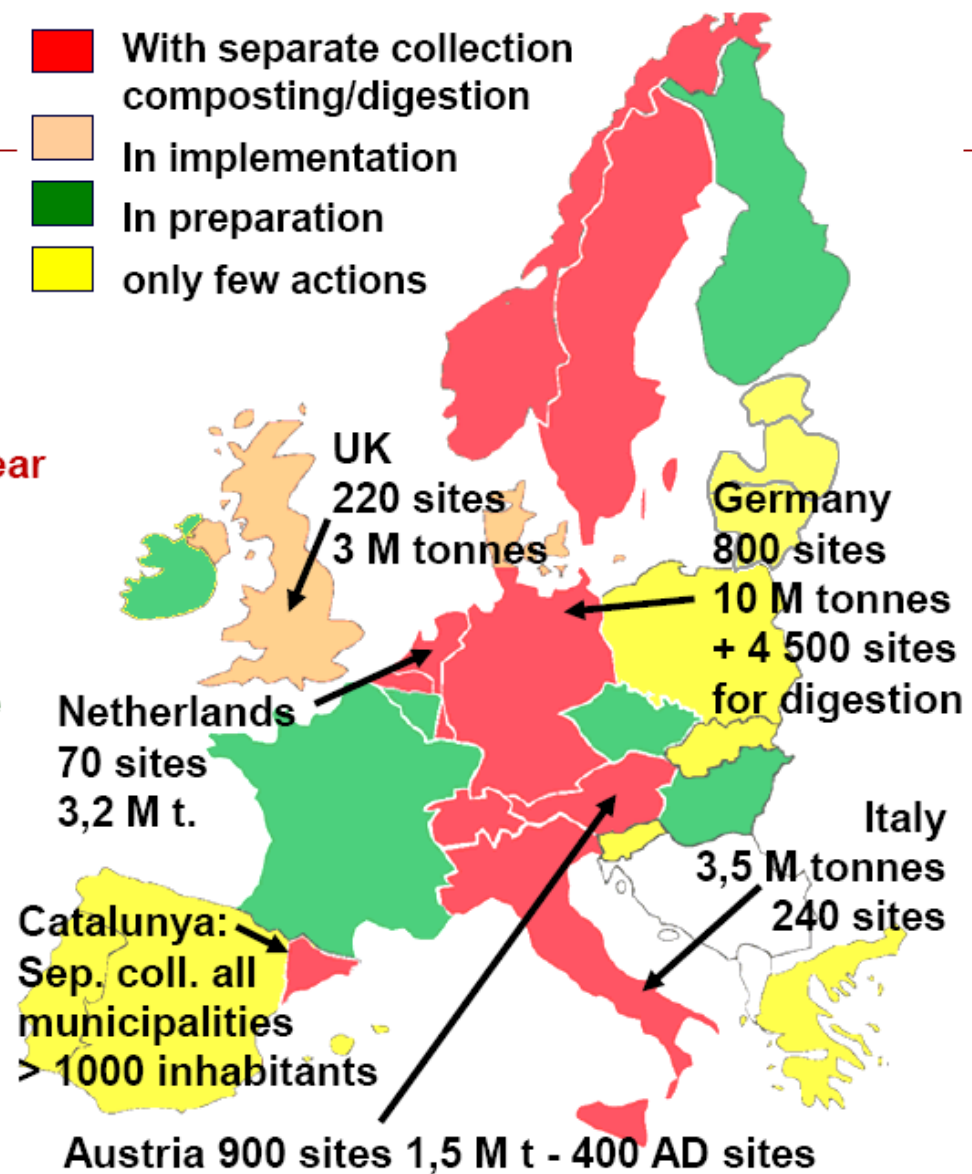 With separate collection
composting/digestion
In implementation
In preparation
only few actions
ear
UK
220 sites
3 M tonnes
Germany
800 sites
10 M tonnes
+ 4 500 sites
for digestion
Netherlands
70 sites
3,2 M t.
Italy
3,5 M tonnes
240 sites
Catalunya:
Sep. coll. all
municipalities
> 1000 inhabitants
Austria 900 sites 1,5 M t - 400 AD sites